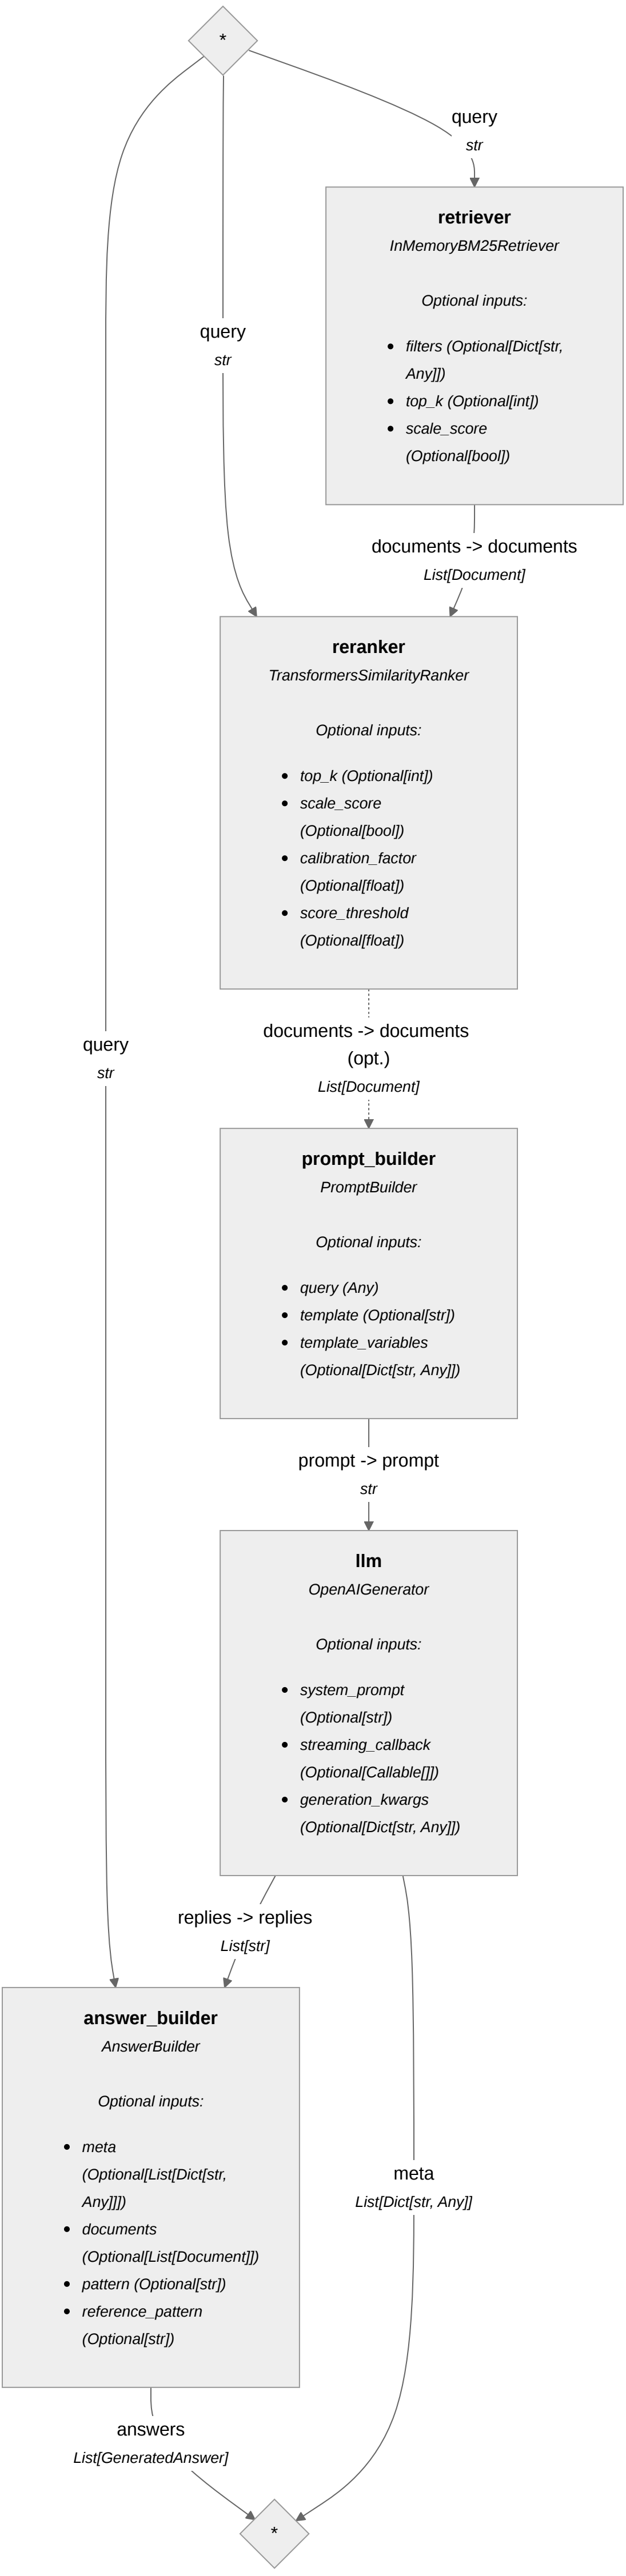 *
query
str
retriever
InMemoryBM25Retriever
Optional inputs:
• filters (Optional[Dict[str,
Any]])
• top_k (Optional[int])
• scale_score
(Optional[bool])
query
str
documents -> documents
List[Document]
reranker
TransformersSimilarityRanker
Optional inputs:
• top_k (Optional[int])
• scale_score
(Optional[bool])
• calibration_factor
(Optional[float])
• score_threshold
(Optional[float])
query
str
documents -> documents
(opt.)
List[Document]
prompt_builder
PromptBuilder
Optional inputs:
• query (Any)
• template (Optional[str])
• template_variables
(Optional[Dict[str, Any]])
prompt -> prompt
str
llm
OpenAIGenerator
Optional inputs:
• system_prompt
(Optional[str])
• streaming_callback
(Optional[Callable[]])
• generation_kwargs
(Optional[Dict[str, Any]])
replies -> replies
List[str]
answer_builder
AnswerBuilder
Optional inputs:
• meta
(Optional[List[Dict[str,
Any]]])
• documents
(Optional[List[Document]])
• pattern (Optional[str])
• reference_pattern
(Optional[str])
meta
List[Dict[str, Any]]
answers
List[GeneratedAnswer]
*